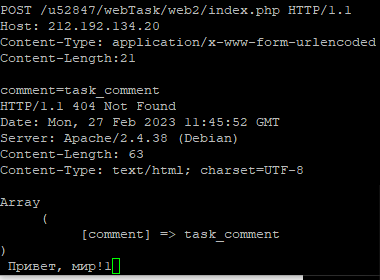 POST /u52847/webTask/web2/index.php HTTP/1.1
Host: 212.192.134.20
Content-Type: application/x-www-form-urlencoded
Content-Length:21

comment=task_comment
HTTP/1.1 404 Not Found
Date: Mon, 27 Feb 2023 11:45:52 GMT
Server: Apache/2.4.38 (Debian)
Content-Length: 63
Content-Type: text/html; charset=UTF-8

Array
(
[comment] => task_comment
)
Привет, мир!1